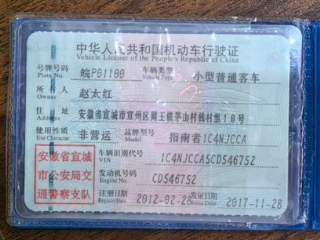 中华人民共和国机动车行驶证
Vehicle License of the People's Republic of China
号牌号码 皖P01100 车辆类型 小型普通客车
Plate No. Vehicle Type
所有人 赵太红
Owner
住址 安徽省宣城市宣州区周王镇茅山村钱村组10号
Address
使用性质 非营运 品牌型号 指南者1C4NJCCA
Use Character Model
安徽省宣城市公安局交通警察支队
车辆识别代号 1C4NJCCA5CD546752
VIN
发动机号码 CD546752
Engine No.
注册日期 2012-02-2 发证日期 2017-11-28
Register Date Issue Date